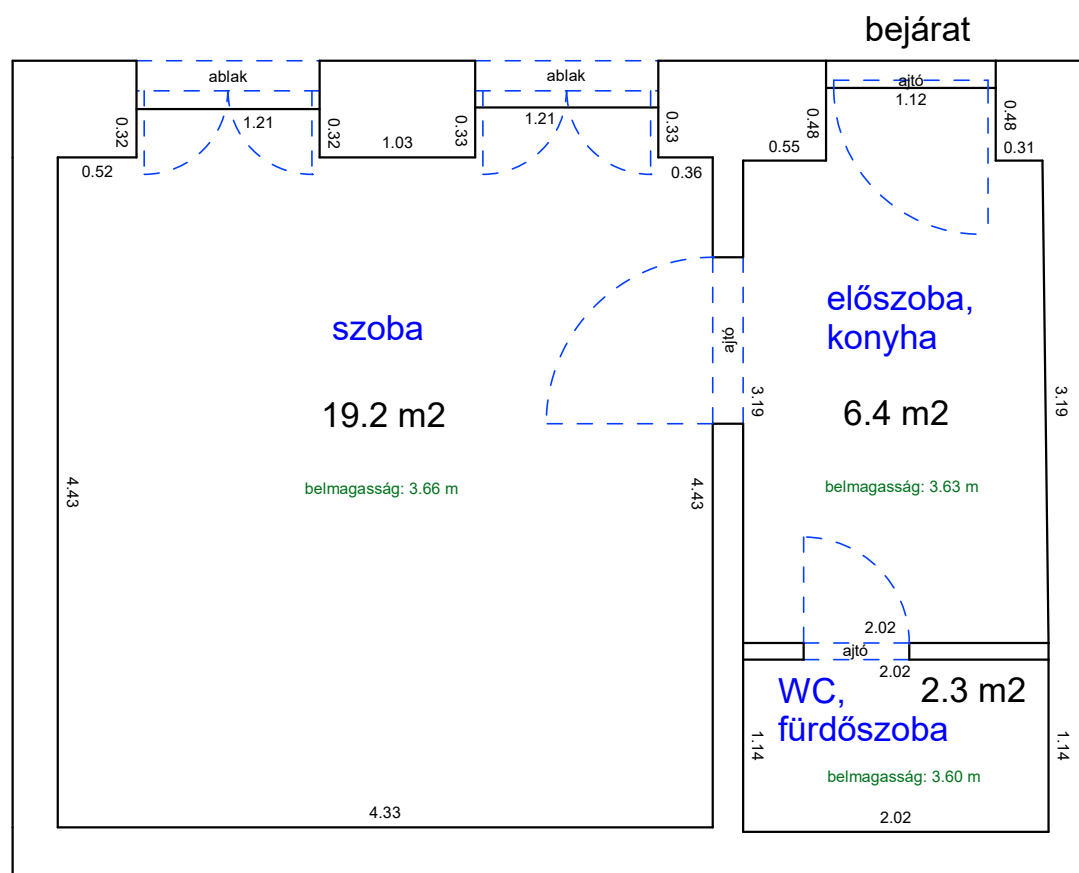 bejárat
ablak
ablak
ajtó
1.12
0.32
1.21
0.32
1.03
0.33
1.21
0.33
0.48
0.48
0.52
0.36
0.55
0.31
szoba
19.2 m2
belmagasság: 3.66 m
4.43
4.43
4.33
ajtó
előszoba,
konyha
6.4 m2
3.19
3.19
belmagasság: 3.63 m
2.02
ajtó
2.02
WC,
fürdőszoba
2.3 m2
1.14
1.14
belmagasság: 3.60 m
2.02